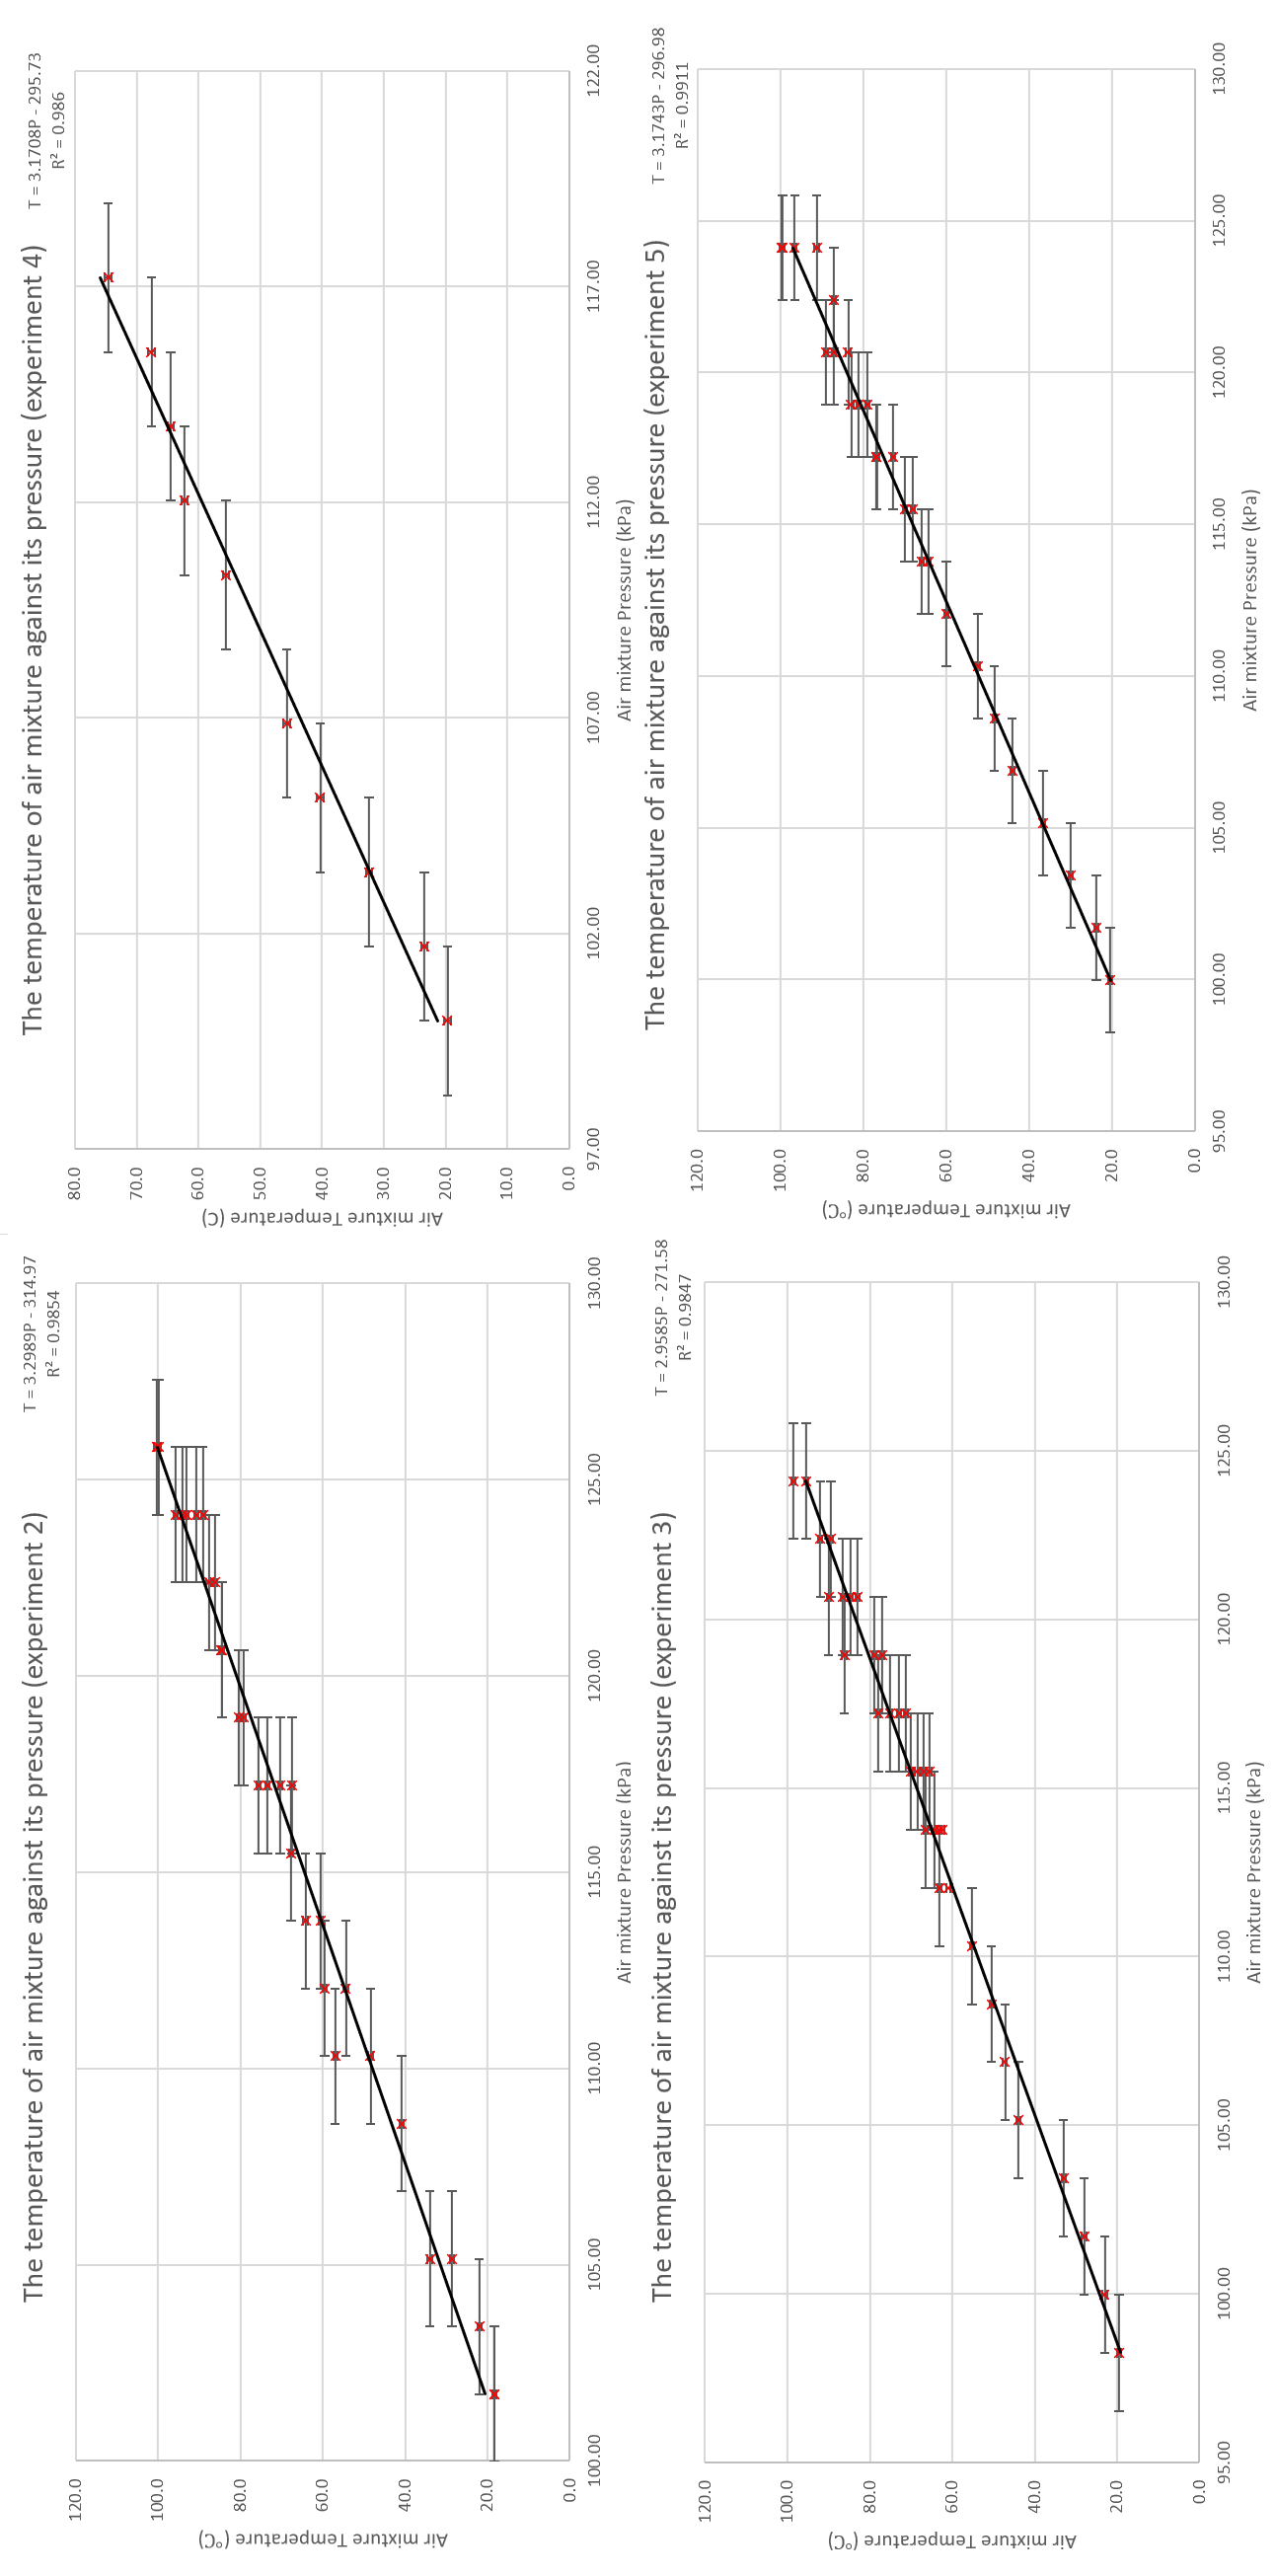 The temperature of air mixture against its pressure (experiment 2)
T = 3.2989P - 314.97
R² = 0.9854
120.0
100.0
80.0
60.0
40.0
20.0
0.0
Air mixture Temperature (°C)
100.00 105.00 110.00 115.00 120.00 125.00 130.00
Air mixture Pressure (kPa)
The temperature of air mixture against its pressure (experiment 4)
T = 3.1708P - 295.73
R² = 0.986
80.0
70.0
60.0
50.0
40.0
30.0
20.0
10.0
0.0
Air mixture Temperature (C)
97.00 102.00 107.00 112.00 117.00 122.00
Air mixture Pressure (kPa)
The temperature of air mixture against its pressure (experiment 3)
T = 2.9585P - 271.58
R² = 0.9847
120.0
100.0
80.0
60.0
40.0
20.0
0.0
Air mixture Temperature (°C)
95.00 100.00 105.00 110.00 115.00 120.00 125.00 130.00
Air mixture Pressure (kPa)
The temperature of air mixture against its pressure (experiment 5)
T = 3.1743P - 296.98
R² = 0.9911
120.0
100.0
80.0
60.0
40.0
20.0
0.0
Air mixture Temperature (°C)
95.00 100.00 105.00 110.00 115.00 120.00 125.00 130.00
Air mixture Pressure (kPa)